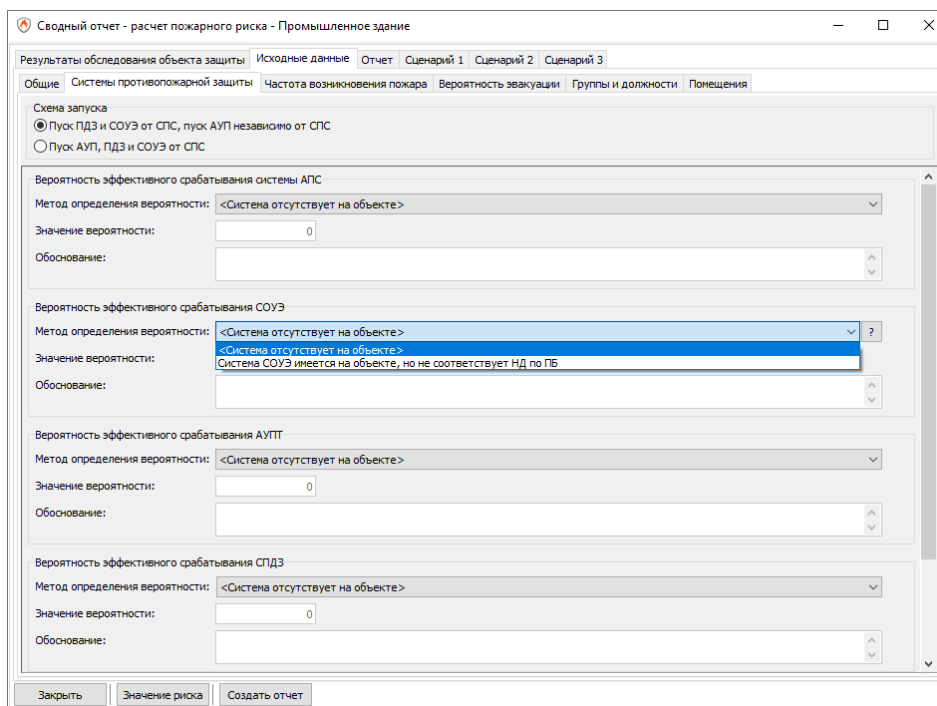 Сводный отчет - расчет пожарного риска - Промышленное здание
Результаты обследования объекта защиты Исходные данные Отчет Сценарий 1 Сценарий 2 Сценарий 3
Общие Системы противопожарной защиты Частота возникновения пожара Вероятность эвакуации Группы и должности Помещения
Схема запуска
Пуск ПДЗ и СОУЭ от СПС, пуск АУП независимо от СПС
Пуск АУП, ПДЗ и СОУЭ от СПС
Вероятность эффективного срабатывания системы АПС
Метод определения вероятности: <Система отсутствует на объекте>
Значение вероятности: 0
Обоснование:
Вероятность эффективного срабатывания СОУЭ
Метод определения вероятности: <Система отсутствует на объекте> ?
<Система отсутствует на объекте>
Значение вероятности: Система СОУЭ имеется на объекте, но не соответствует НД по ПБ
Обоснование:
Вероятность эффективного срабатывания АУПТ
Метод определения вероятности: <Система отсутствует на объекте>
Значение вероятности: 0
Обоснование:
Вероятность эффективного срабатывания СПДЗ
Метод определения вероятности: <Система отсутствует на объекте>
Значение вероятности: 0
Обоснование:
Закрыть Значение риска Создать отчет